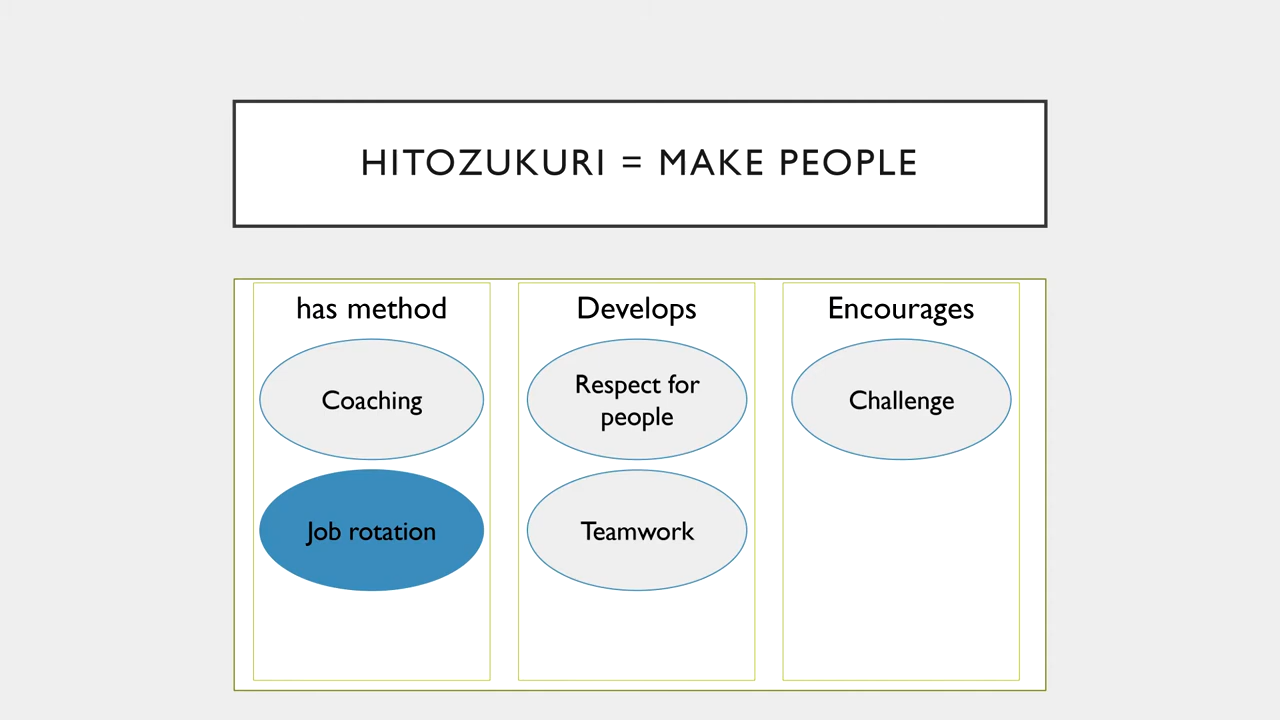 HITOZUKURI = MAKE PEOPLE
has method
Coaching
Job rotation
Develops
Respect for
people
Teamwork
Encourages
Challenge